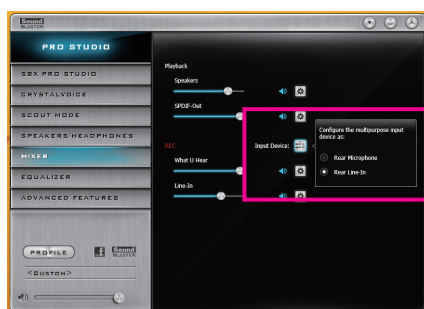 Sound
BLASTER
PRO STUDIO
SBX PRO STUDIO
CRYSTALVOICE
SCOUT MODE
SPEAKERS/HEADPHONES
MIXER
EQUALIZER
ADVANCED FEATURES
PROFILE
f
Sound
BLASTER
<Custom>
Playback
Speakers
SPDIF-Out
REC
Input Device:
Configure the multipurpose input
device as:
Rear Microphone
Rear Line-In
What U Hear
Line-In